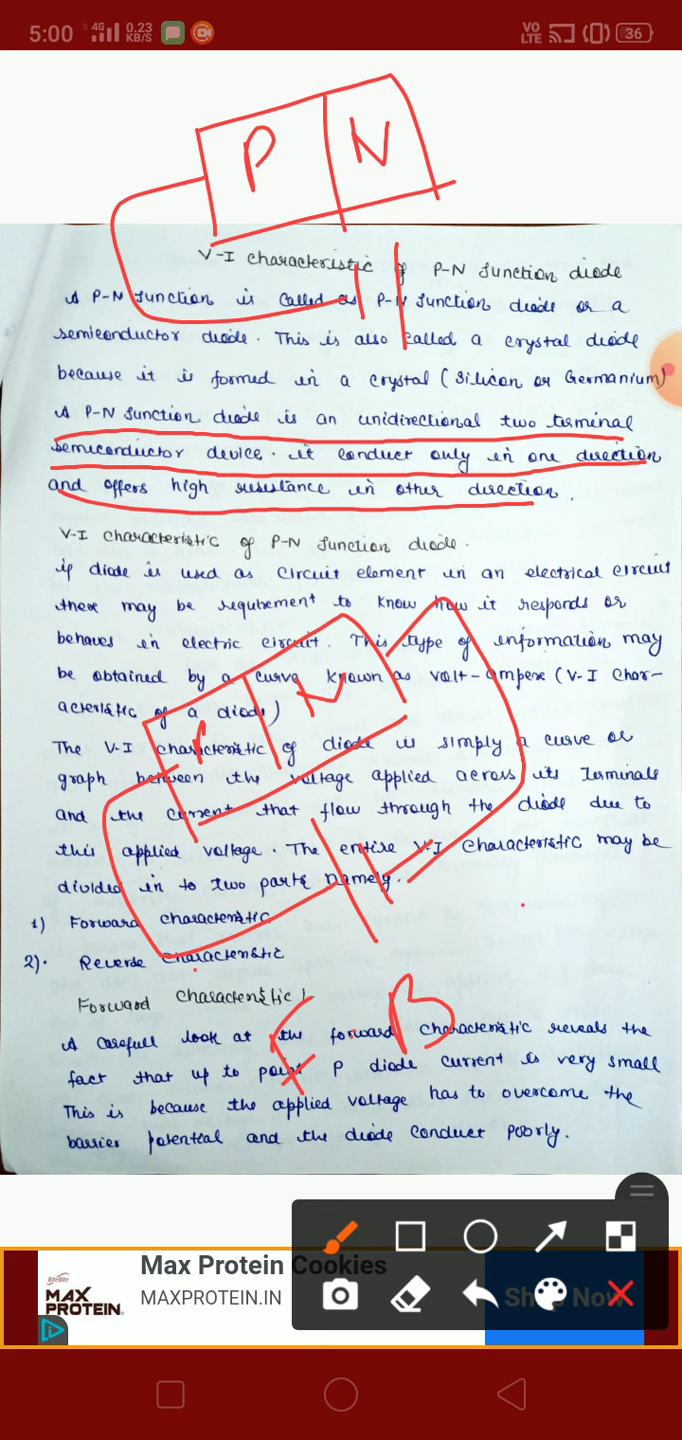 5:00 4G 0.23 KB/S VO LTE 36
P N
V-I characteristic of P-N Junction diode
A P-N Junction is called as P-N Junction diode or a
semiconductor diode. This is also called a crystal diode
because it is formed in a crystal (Silicon or Germanium)
A P-N Junction diode is an unidirectional two terminal
semiconductor device. it conduct only in one direction
and offers high resistance in other direction.
V-I characteristic of P-N Junction diode.
if diode is used as circuit element in an electrical circuit
there may be requirement to know how it responds or
behaves in electric circuit. This type of information may
be obtained by a curve known as volt-ampere (V-I char-
acteristic of a diode)
P N
The V-I characteristic of diode is simply a curve or
graph between the voltage applied across its Terminals
and the current that flow through the diode due to
this applied voltage. The entire V-I characteristic may be
divided in to two parts namely.
1) Forward characteristic
2). Reverse characteristic
Forward characteristic :-
B
A carefull look at the forward characteristic reveals the
fact that up to point P diode current is very small
This is because the applied voltage has to overcome the
barrier potential and the diode conduct poorly.
Max Protein Cookies
MAX PROTEIN
MAXPROTEIN.IN
Shop Now